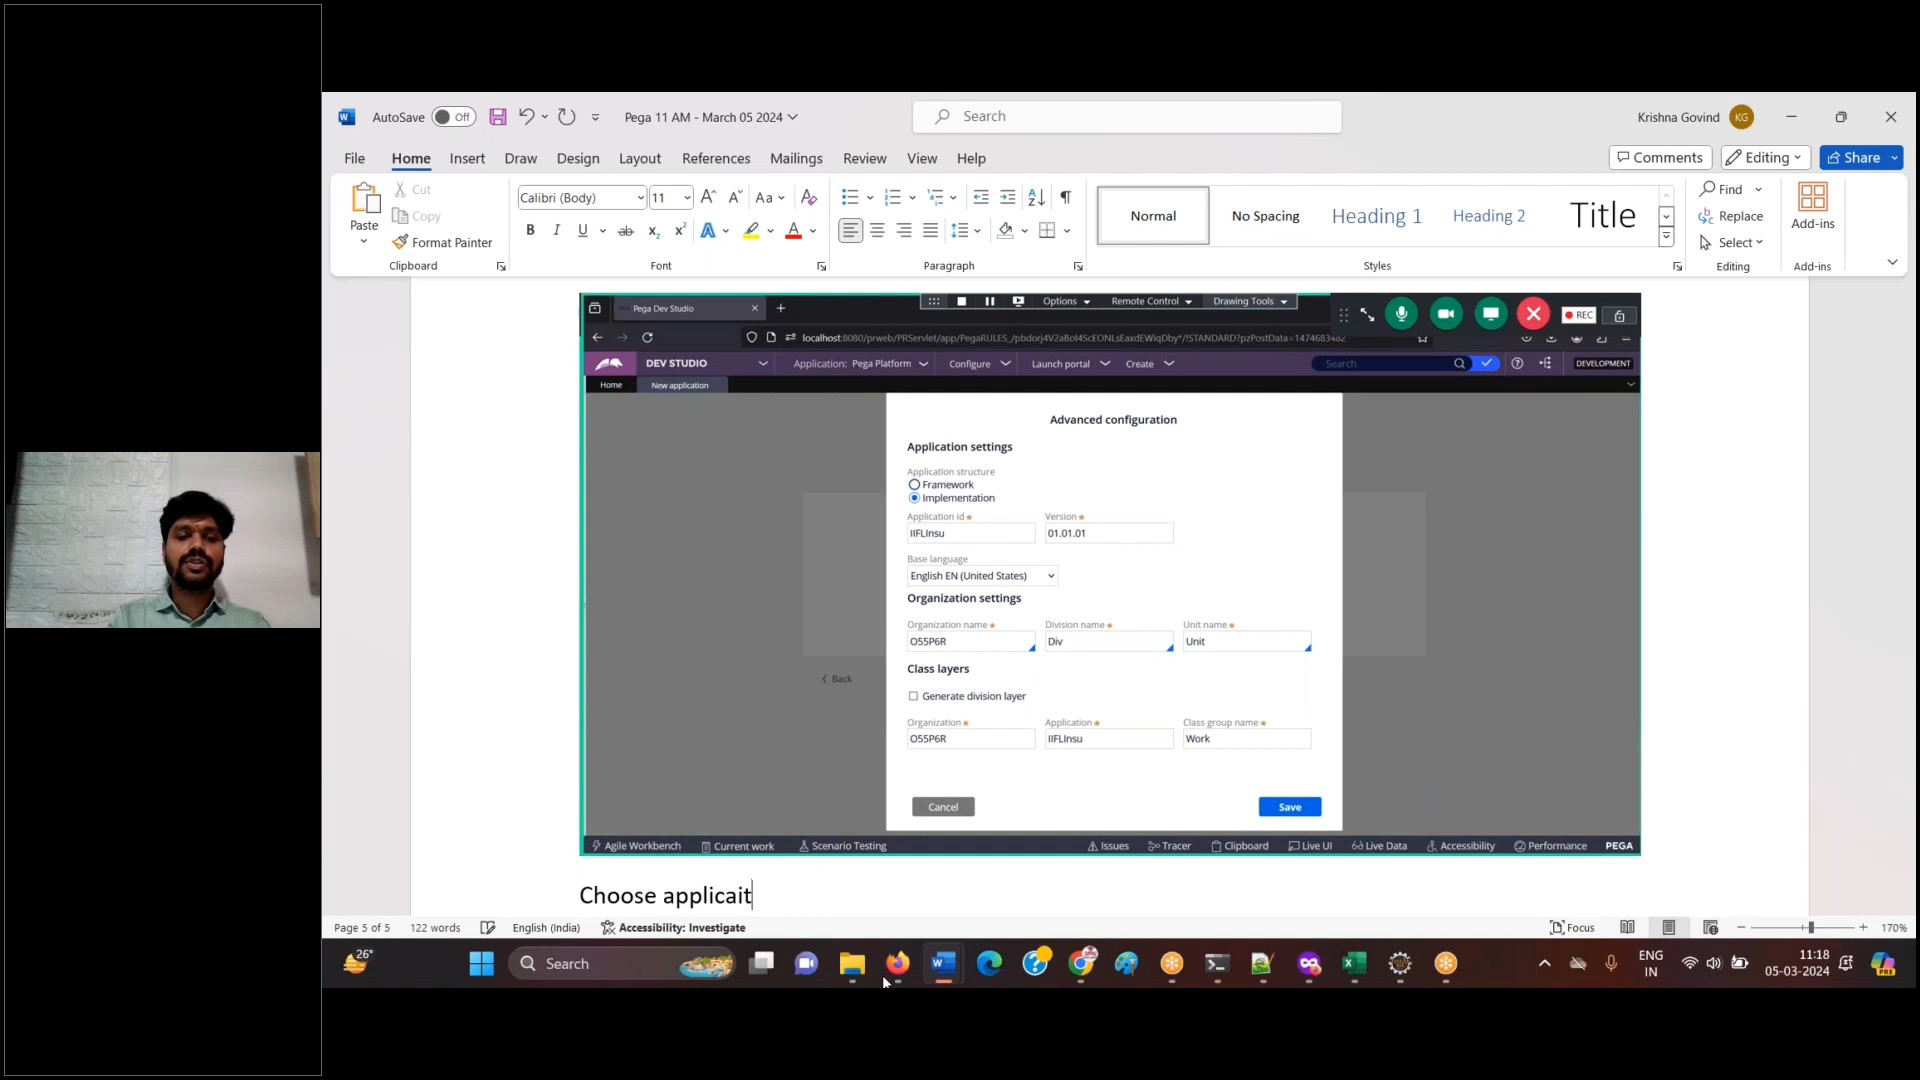 AutoSave Off Pega 11 AM - March 05 2024 Search Krishna Govind KG
File Home Insert Draw Design Layout References Mailings Review View Help Comments Editing Share
Paste Cut Copy Format Painter
Calibri (Body) 11 Aa
B I U ab x₂ x² A A
Normal No Spacing Heading 1 Heading 2 Title
Find Replace Select Add-ins
Clipboard Font Paragraph Styles Editing Add-ins
Pega Dev Studio Options Remote Control Drawing Tools REC
DEV STUDIO Application: Pega Platform Configure Launch portal Create Search DEVELOPMENT
Home New application
Advanced configuration
Application settings
Application structure
Framework
Implementation
Application id Version
IIFLInsu 01.01.01
Base language
English EN (United States)
Organization settings
Organization name Division name Unit name
O55P6R Div Unit
Class layers
Back
Generate division layer
Organization Application Class group name
O55P6R IIFLInsu Work
Cancel Save
Agile Workbench Current work Scenario Testing Issues Tracer Clipboard Live UI Live Data Accessibility Performance PEGA
Choose applicait
Page 5 of 5 122 words English (India) Accessibility: Investigate Focus 170%
26° Search ENG IN 11:18 05-03-2024 PRE